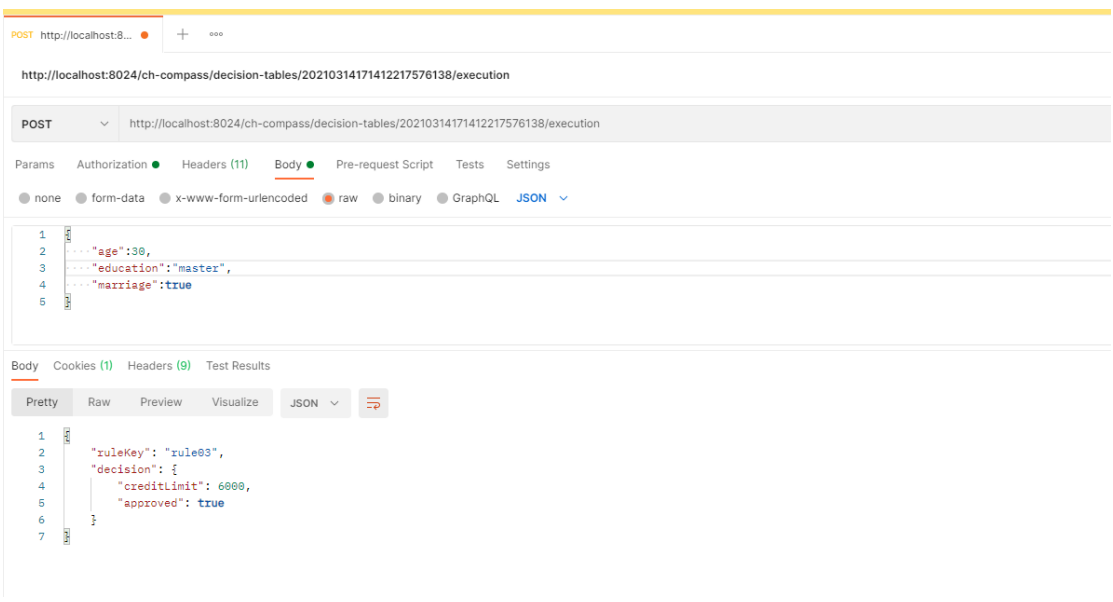 POST http://localhost:8...
http://localhost:8024/ch-compass/decision-tables/20210314171412217576138/execution
POST http://localhost:8024/ch-compass/decision-tables/20210314171412217576138/execution
Params Authorization Headers (11) Body Pre-request Script Tests Settings
none form-data x-www-form-urlencoded raw binary GraphQL JSON
1 {
2 ····"age":30,
3 ····"education":"master",
4 ····"marriage":true
5 }
Body Cookies (1) Headers (9) Test Results
Pretty Raw Preview Visualize JSON
1 {
2 "ruleKey": "rule03",
3 "decision": {
4 "creditLimit": 6000,
5 "approved": true
6 }
7 }